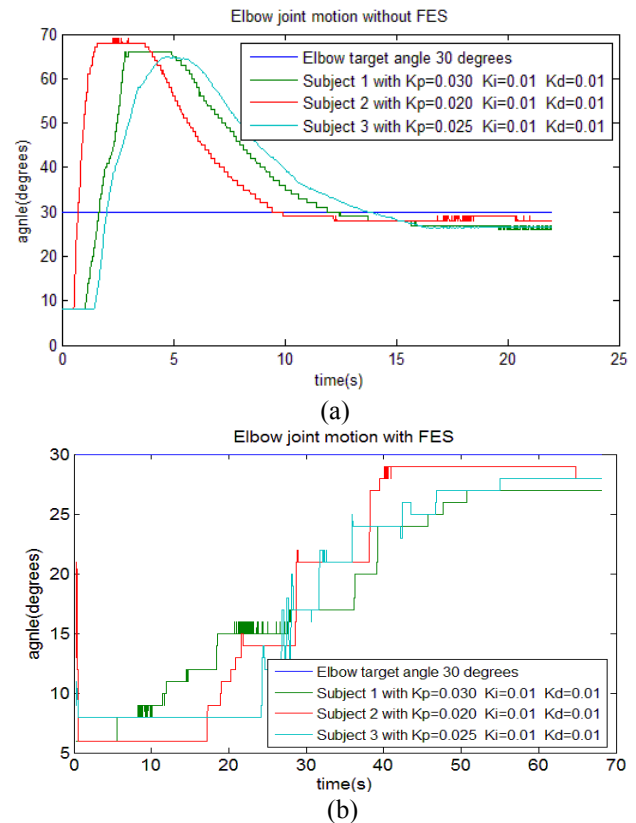 Elbow joint motion without FES
70
60
50
40
30
20
10
0
agnle(degrees)
Elbow target angle 30 degrees
Subject 1 with Kp=0.030 Ki=0.01 Kd=0.01
Subject 2 with Kp=0.020 Ki=0.01 Kd=0.01
Subject 3 with Kp=0.025 Ki=0.01 Kd=0.01
0 5 10 15 20 25
time(s)
(a)
Elbow joint motion with FES
30
25
20
15
10
5
agnle(degrees)
Elbow target angle 30 degrees
Subject 1 with Kp=0.030 Ki=0.01 Kd=0.01
Subject 2 with Kp=0.020 Ki=0.01 Kd=0.01
Subject 3 with Kp=0.025 Ki=0.01 Kd=0.01
0 10 20 30 40 50 60 70
time(s)
(b)